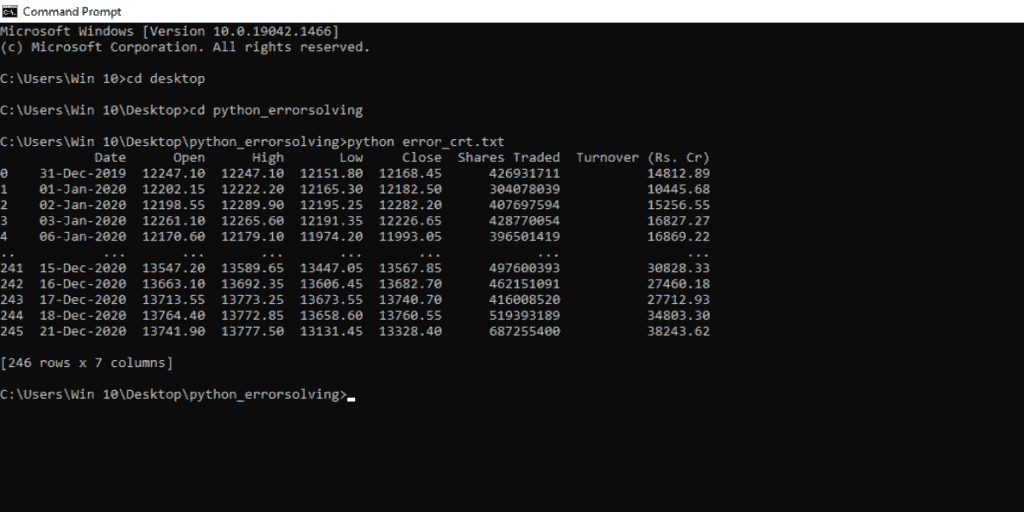 Command Prompt
Microsoft Windows [Version 10.0.19042.1466]
(c) Microsoft Corporation. All rights reserved.
C:\Users\Win 10>cd desktop
C:\Users\Win 10\Desktop>cd python_errorsolving
C:\Users\Win 10\Desktop\python_errorsolving>python error_crt.txt
Date Open High Low Close Shares Traded Turnover (Rs. Cr)
0 31-Dec-2019 12247.10 12247.10 12151.80 12168.45 426931711 14812.89
1 01-Jan-2020 12202.15 12222.20 12165.30 12182.50 304078039 10445.68
2 02-Jan-2020 12198.55 12289.90 12195.25 12282.20 407697594 15256.55
3 03-Jan-2020 12261.10 12265.60 12191.35 12226.65 428770054 16827.27
4 06-Jan-2020 12170.60 12179.10 11974.20 11993.05 396501419 16869.22
.. ... ... ... ... ... ... ...
241 15-Dec-2020 13547.20 13589.65 13447.05 13567.85 497600393 30828.33
242 16-Dec-2020 13663.10 13692.35 13606.45 13682.70 462151091 27460.18
243 17-Dec-2020 13713.55 13773.25 13673.55 13740.70 416008520 27712.93
244 18-Dec-2020 13764.40 13772.85 13658.60 13760.55 519393189 34803.30
245 21-Dec-2020 13741.90 13777.50 13131.45 13328.40 687255400 38243.62
[246 rows x 7 columns]
C:\Users\Win 10\Desktop\python_errorsolving>